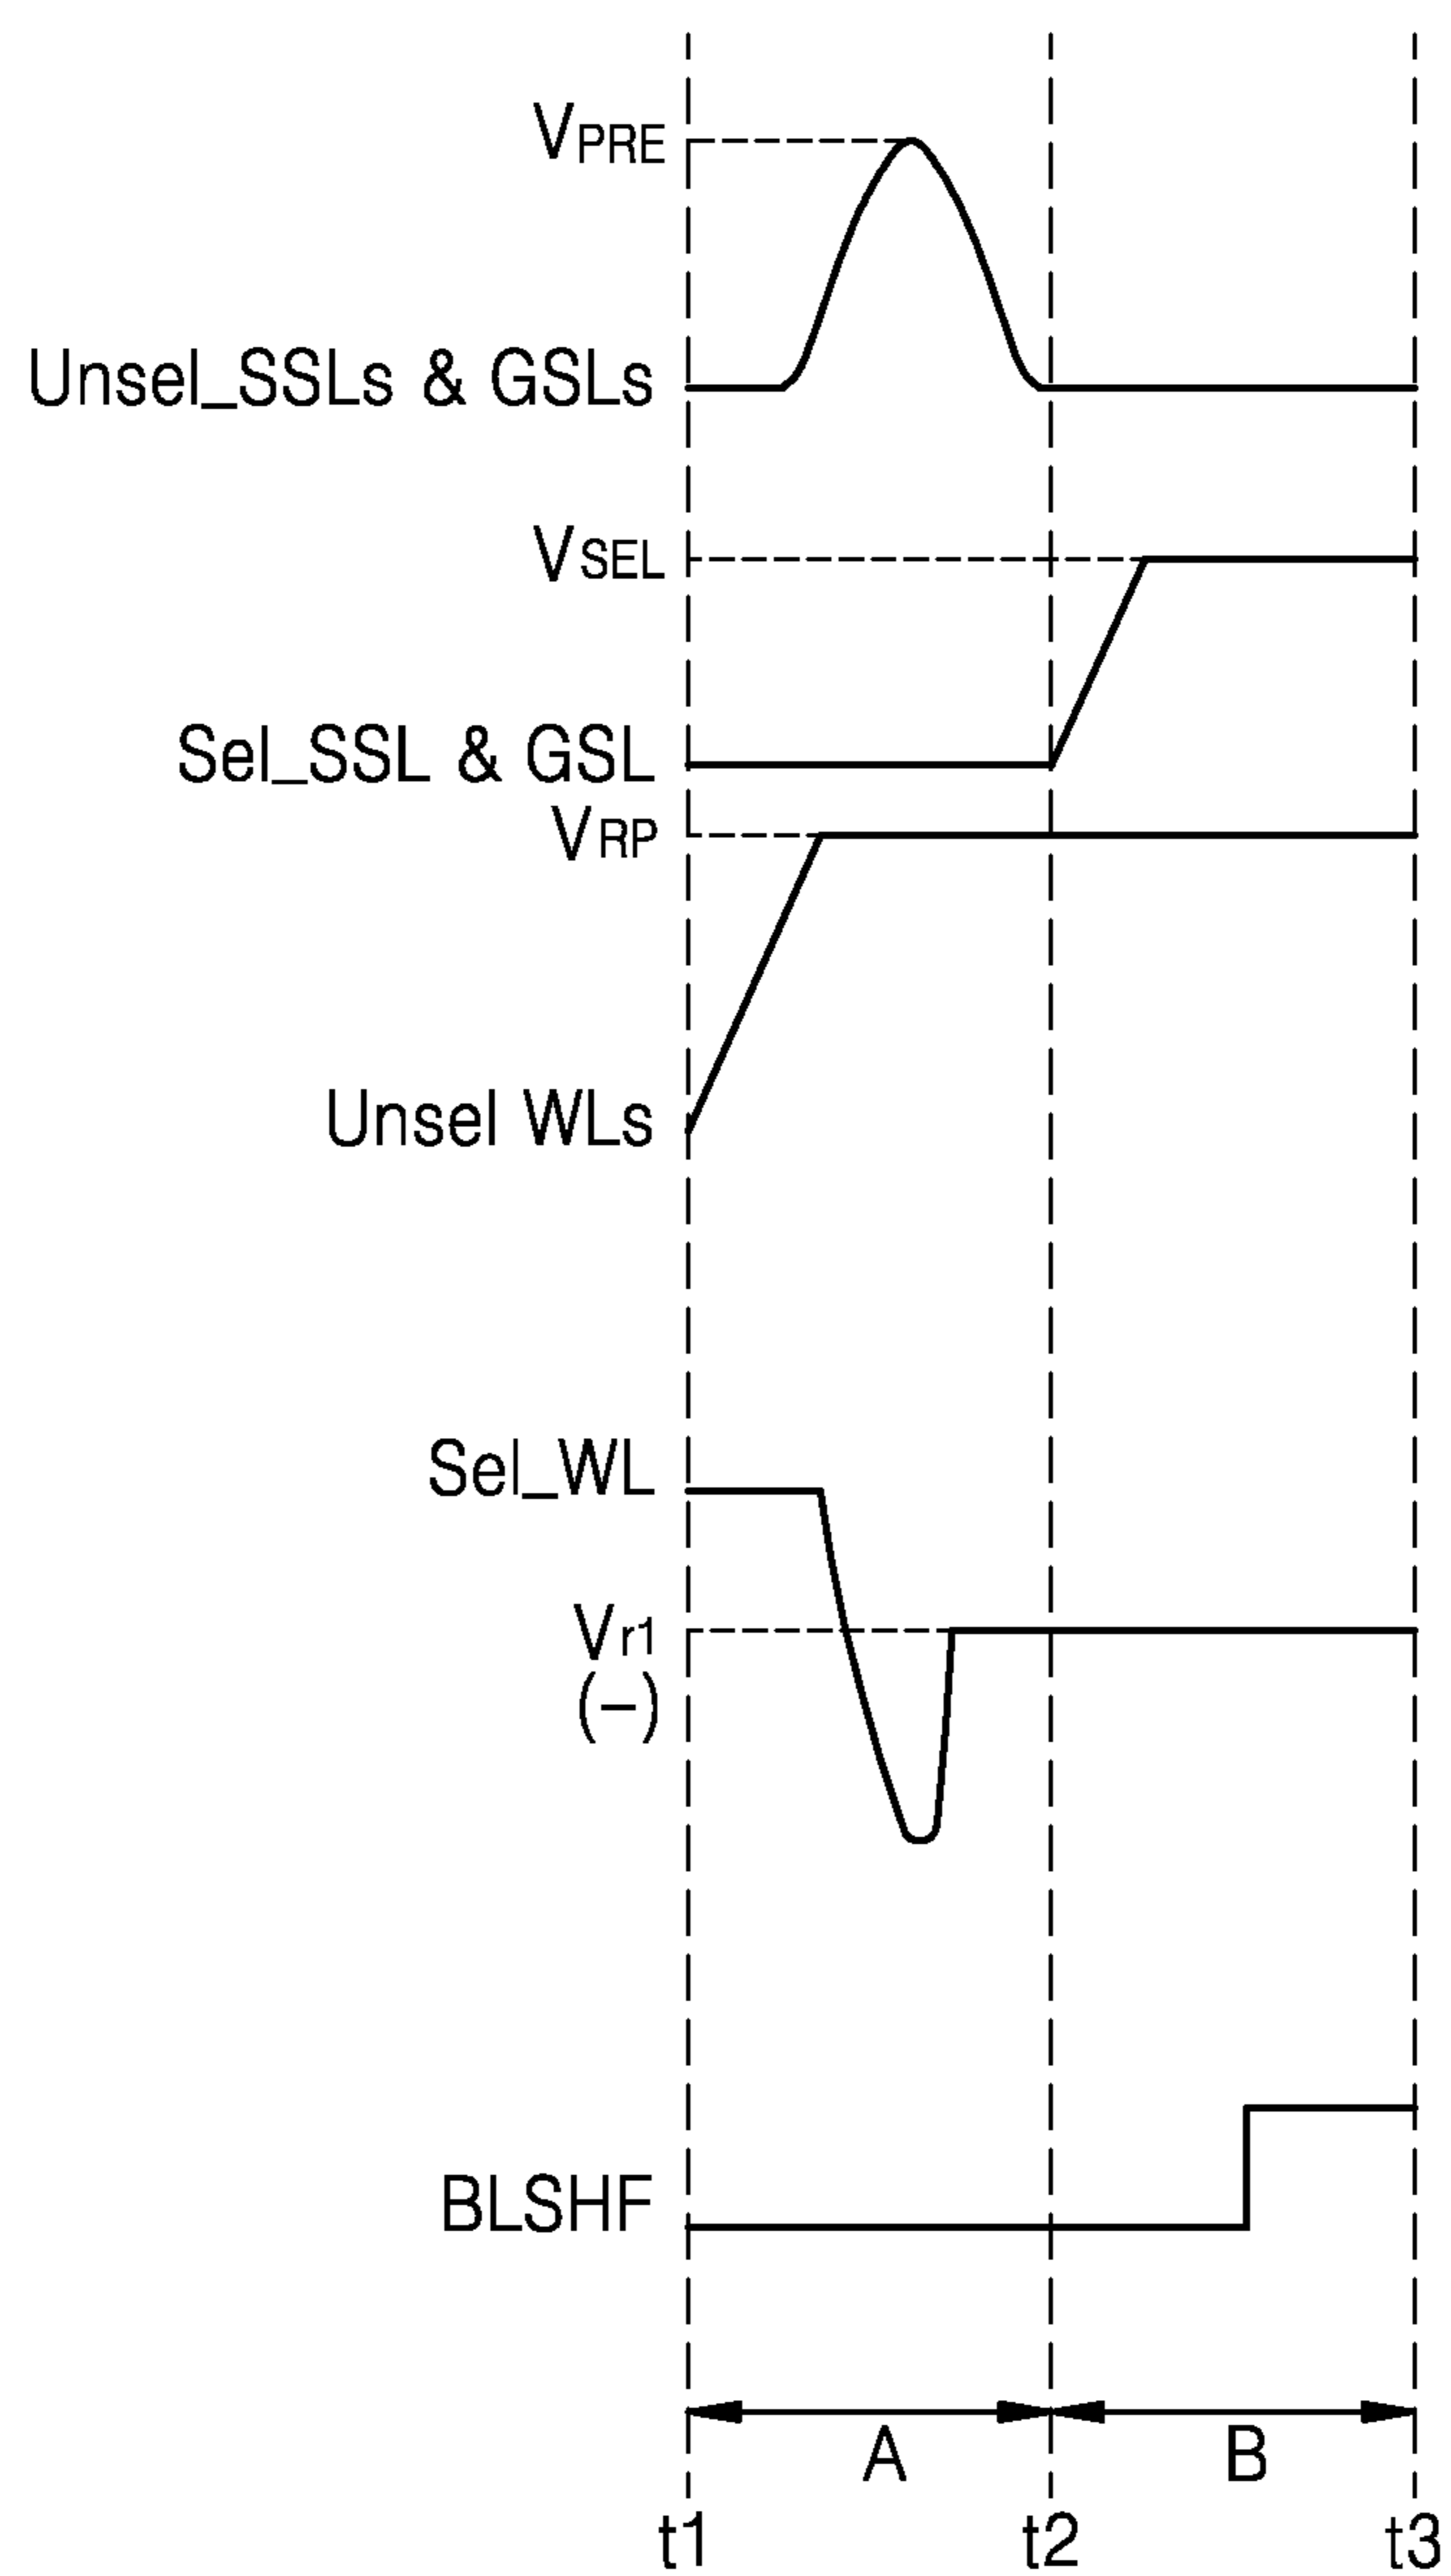 VPRE
Unsel_SSLs & GSLs
VSEL
Sel_SSL & GSL
VRP
Unsel WLs
Sel_WL
Vr1
(-)
BLSHF
A B
t1 t2 t3